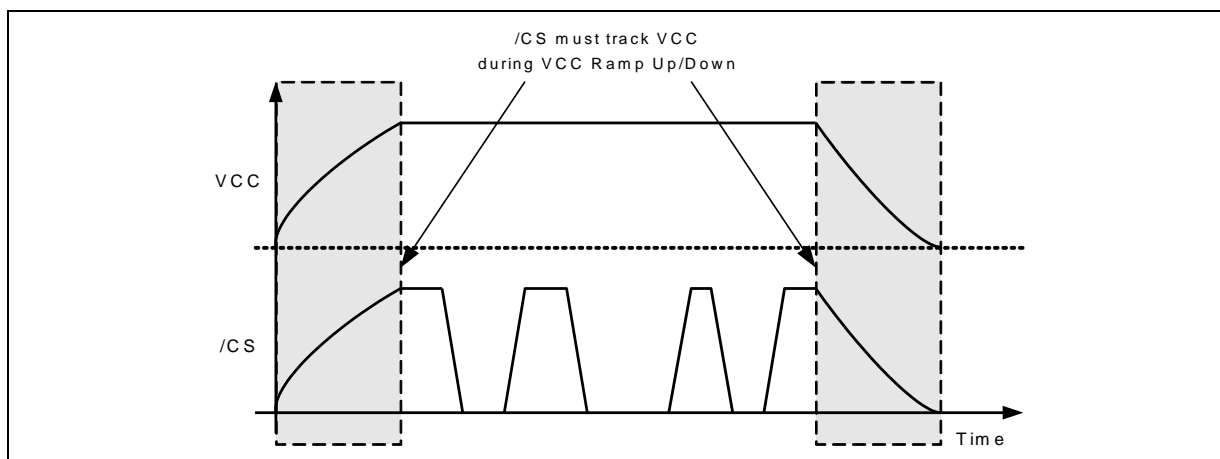 /CS must track VCC
during VCC Ramp Up/Down
VCC
/CS
Time